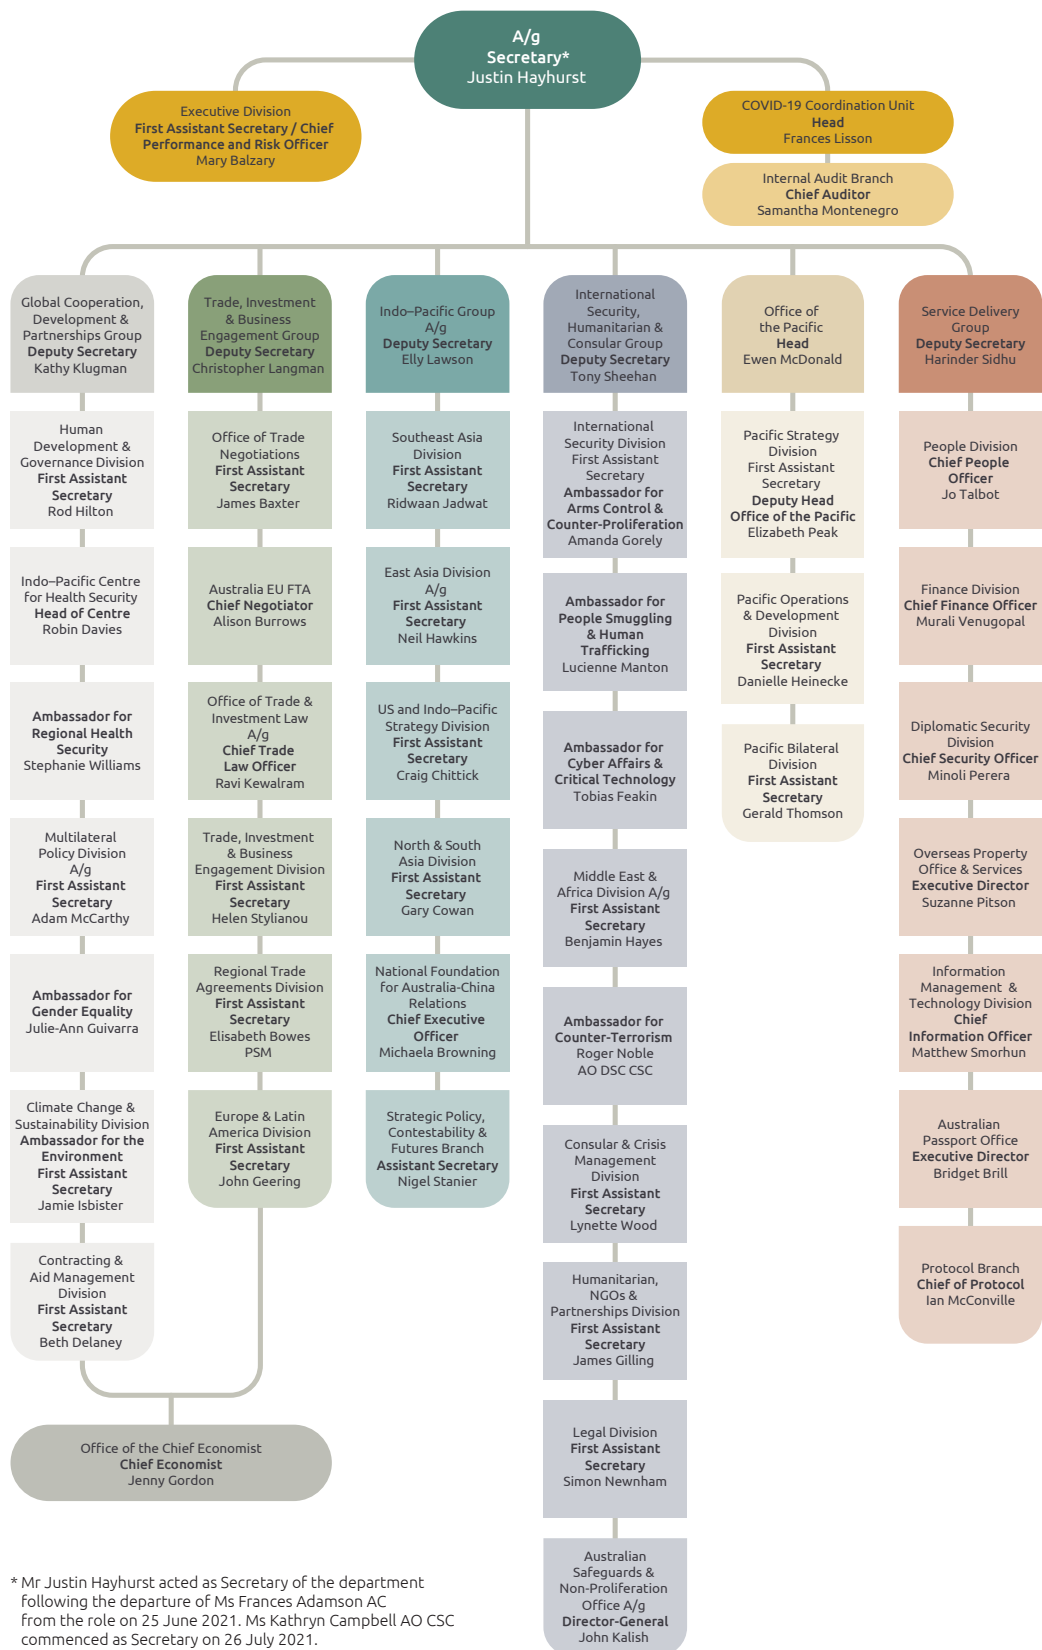 A/g
Secretary*
Justin Hayhurst
Executive Division
First Assistant Secretary / Chief
Performance and Risk Officer
Mary Balzary
COVID-19 Coordination Unit
Head
Frances Lisson
Internal Audit Branch
Chief Auditor
Samantha Montenegro
Global Cooperation,
Development &
Partnerships Group
Deputy Secretary
Kathy Klugman
Human
Development &
Governance Division
First Assistant
Secretary
Rod Hilton
Indo–Pacific Centre
for Health Security
Head of Centre
Robin Davies
Ambassador for
Regional Health
Security
Stephanie Williams
Multilateral
Policy Division
A/g
First Assistant
Secretary
Adam McCarthy
Ambassador for
Gender Equality
Julie-Ann Guivarra
Climate Change &
Sustainability Division
Ambassador for the
Environment
First Assistant
Secretary
Jamie Isbister
Contracting &
Aid Management
Division
First Assistant
Secretary
Beth Delaney
Trade, Investment
& Business
Engagement Group
Deputy Secretary
Christopher Langman
Office of Trade
Negotiations
First Assistant
Secretary
James Baxter
Australia EU FTA
Chief Negotiator
Alison Burrows
Office of Trade &
Investment Law
A/g
Chief Trade
Law Officer
Ravi Kewalram
Trade, Investment
& Business
Engagement Division
First Assistant
Secretary
Helen Stylianou
Regional Trade
Agreements Division
First Assistant
Secretary
Elisabeth Bowes
PSM
Europe & Latin
America Division
First Assistant
Secretary
John Geering
Office of the Chief Economist
Chief Economist
Jenny Gordon
Indo–Pacific Group
A/g
Deputy Secretary
Elly Lawson
Southeast Asia
Division
First Assistant
Secretary
Ridwaan Jadwat
East Asia Division
A/g
First Assistant
Secretary
Neil Hawkins
US and Indo–Pacific
Strategy Division
First Assistant
Secretary
Craig Chittick
North & South
Asia Division
First Assistant
Secretary
Gary Cowan
National Foundation
for Australia-China
Relations
Chief Executive
Officer
Michaela Browning
Strategic Policy,
Contestability &
Futures Branch
Assistant Secretary
Nigel Stanier
International
Security,
Humanitarian &
Consular Group
Deputy Secretary
Tony Sheehan
International
Security Division
First Assistant
Secretary
Ambassador for
Arms Control &
Counter-Proliferation
Amanda Gorely
Ambassador for
People Smuggling
& Human
Trafficking
Lucienne Manton
Ambassador for
Cyber Affairs &
Critical Technology
Tobias Feakin
Middle East &
Africa Division A/g
First Assistant
Secretary
Benjamin Hayes
Ambassador for
Counter-Terrorism
Roger Noble
AO DSC CSC
Consular & Crisis
Management
Division
First Assistant
Secretary
Lynette Wood
Humanitarian,
NGOs &
Partnerships Division
First Assistant
Secretary
James Gilling
Legal Division
First Assistant
Secretary
Simon Newnham
Australian
Safeguards &
Non-Proliferation
Office A/g
Director-General
John Kalish
Office of
the Pacific
Head
Ewen McDonald
Pacific Strategy
Division
First Assistant
Secretary
Deputy Head
Office of the Pacific
Elizabeth Peak
Pacific Operations
& Development
Division
First Assistant
Secretary
Danielle Heinecke
Pacific Bilateral
Division
First Assistant
Secretary
Gerald Thomson
Service Delivery
Group
Deputy Secretary
Harinder Sidhu
People Division
Chief People
Officer
Jo Talbot
Finance Division
Chief Finance Officer
Murali Venugopal
Diplomatic Security
Division
Chief Security Officer
Minoli Perera
Overseas Property
Office & Services
Executive Director
Suzanne Pitson
Information
Management &
Technology Division
Chief
Information Officer
Matthew Smorhun
Australian
Passport Office
Executive Director
Bridget Brill
Protocol Branch
Chief of Protocol
Ian McConville
* Mr Justin Hayhurst acted as Secretary of the department
following the departure of Ms Frances Adamson AC
from the role on 25 June 2021. Ms Kathryn Campbell AO CSC
commenced as Secretary on 26 July 2021.